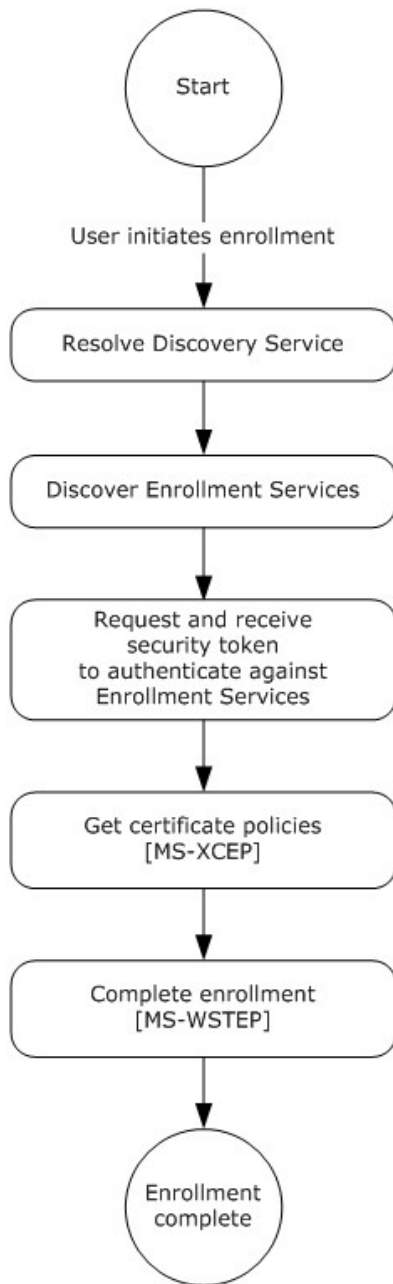 Start
User initiates enrollment
Resolve Discovery Service
Discover Enrollment Services
Request and receive
security token
to authenticate against
Enrollment Services
Get certificate policies
[MS-XCEP]
Complete enrollment
[MS-WSTEP]
Enrollment
complete